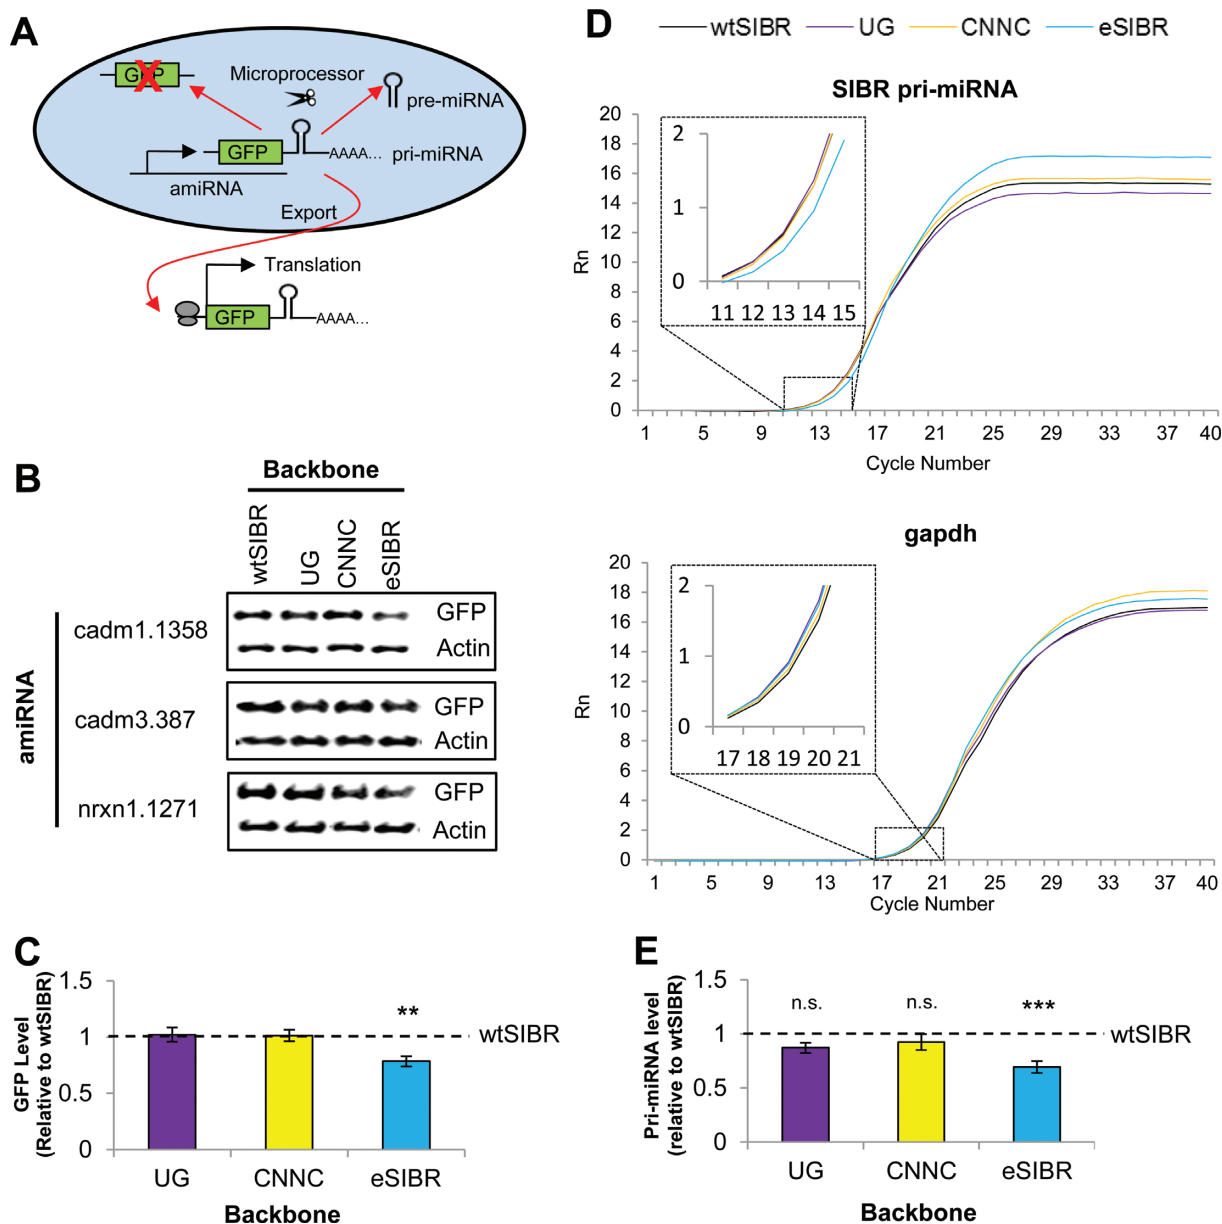 A
GFP
Microprocessor
pre-miRNA
GFP
AAAA...
pri-miRNA
amiRNA
Export
Translation
GFP
AAAA...
B
Backbone
wtSIBR
UG
CNNC
eSIBR
amiRNA
cadm1.1358
GFP
Actin
cadm3.387
GFP
Actin
nrxn1.1271
GFP
Actin
C
GFP Level
(Relative to wtSIBR)
1.5
1
0.5
0
**
wtSIBR
UG CNNC eSIBR
Backbone
D
wtSIBR UG CNNC eSIBR
SIBR pri-miRNA
Rn
20
18
16
14
12
10
8
6
4
2
0
2
1
0
11 12 13 14 15
1 5 9 13 17 21 25 29 33 37 40
Cycle Number
gapdh
Rn
20
18
16
14
12
10
8
6
4
2
0
2
1
0
17 18 19 20 21
1 5 9 13 17 21 25 29 33 37 40
Cycle Number
E
Pri-miRNA level
(relative to wtSIBR)
1.5
1
0.5
0
n.s. n.s. ***
wtSIBR
UG CNNC eSIBR
Backbone